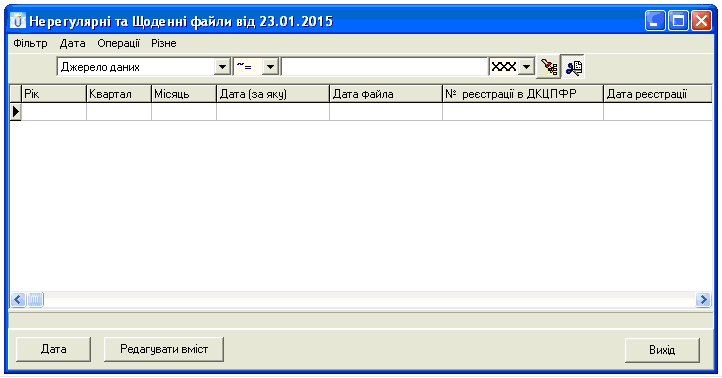 Нерегулярні та Щоденні файли від 23.01.2015
Фільтр Дата Операції Різне
Джерело даних ~= XXX
Рік Квартал Місяць Дата (за яку) Дата файла № реєстрації в ДКЦПФР Дата реєстрації
Дата Редагувати вміст Вихід